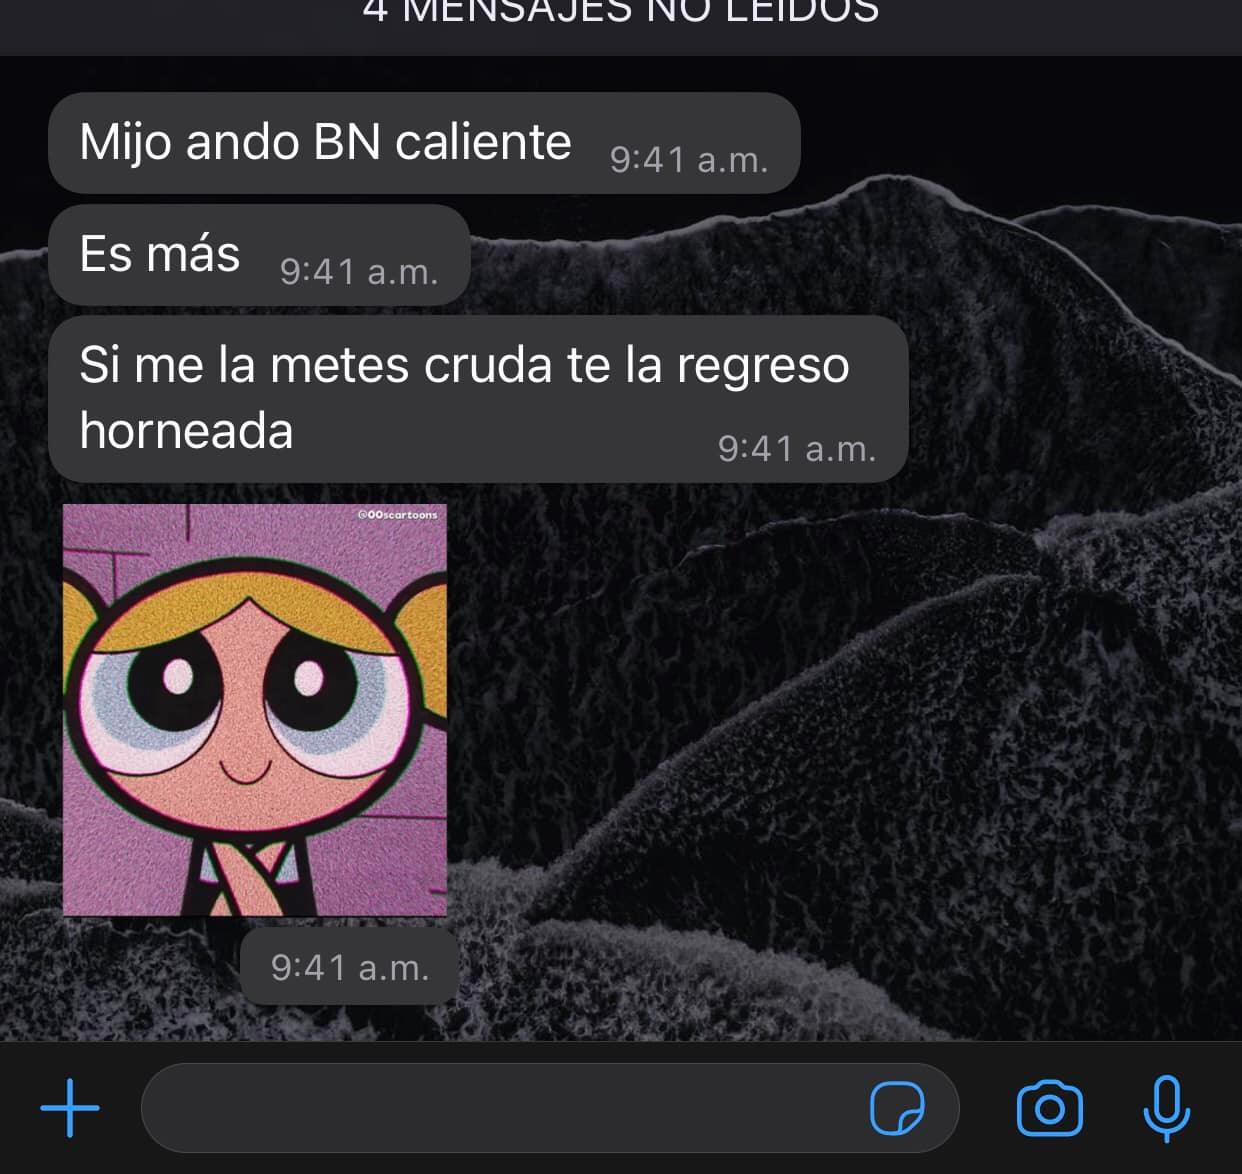 4 MENSAJES NO LEÍDOS
Mijo ando BN caliente
9:41 a.m.
Es más
9:41 a.m.
Si me la metes cruda te la regreso
horneada
9:41 a.m.
@OOscartoons
9:41 a.m.